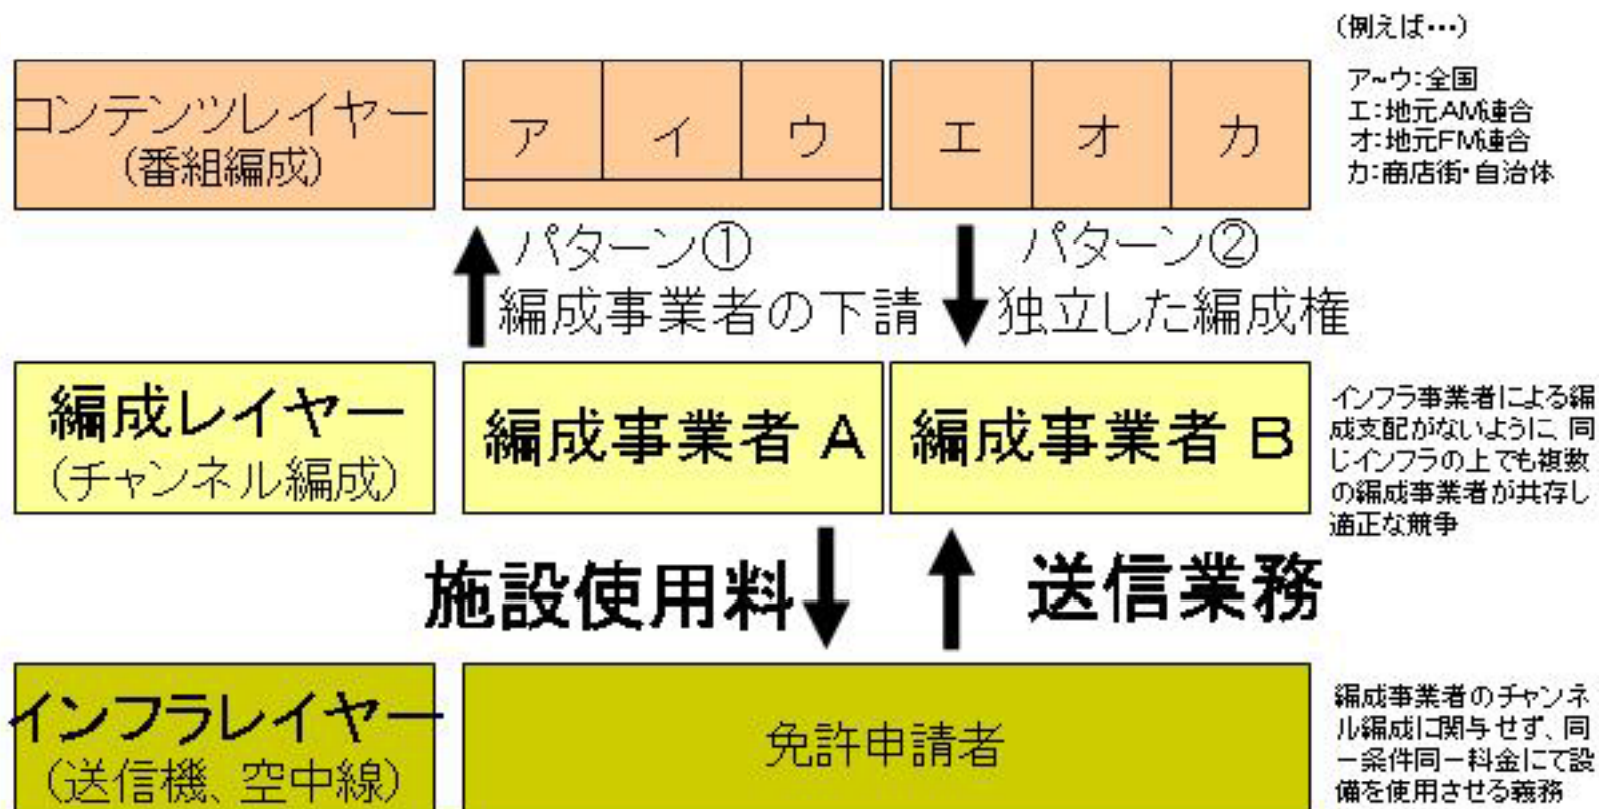 (例えば…)
ア~ウ:全国
エ:地元AM連合
オ:地元FM連合
カ:商店街・自治体
コンテンツレイヤー
(番組編成)
ア イ ウ エ オ カ
パターン①
編成事業者の下請
パターン②
独立した編成権
編成レイヤー
(チャンネル編成)
編成事業者 A
編成事業者 B
インフラ事業者による編
成支配がないように、同
じインフラの上でも複数
の編成事業者が共存し
適正な競争
施設使用料
送信業務
インフラレイヤー
(送信機、空中線)
免許申請者
編成事業者のチャンネ
ル編成に関与せず、同
一条件同一料金にて設
備を使用させる義務